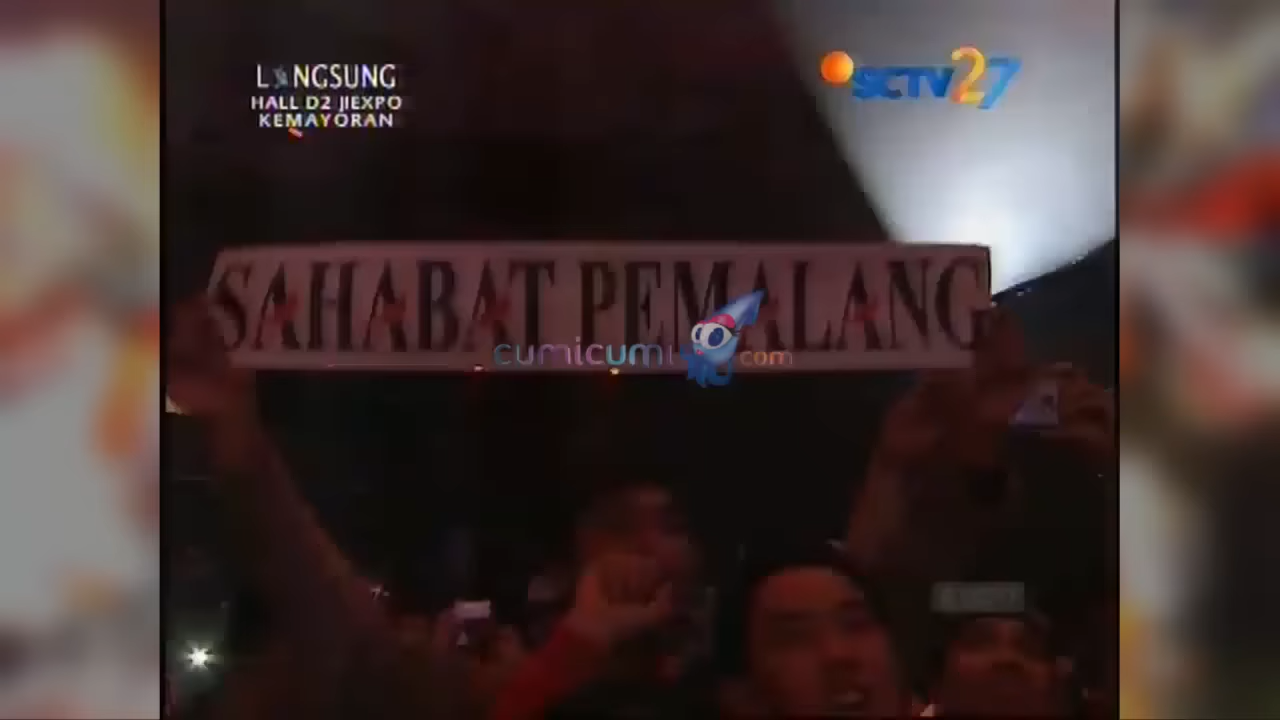 LANGSUNG
HALL D2 JIEXPO
KEMAYORAN
SCTV 27
SAHABAT PEMALANG
cumicumi.com